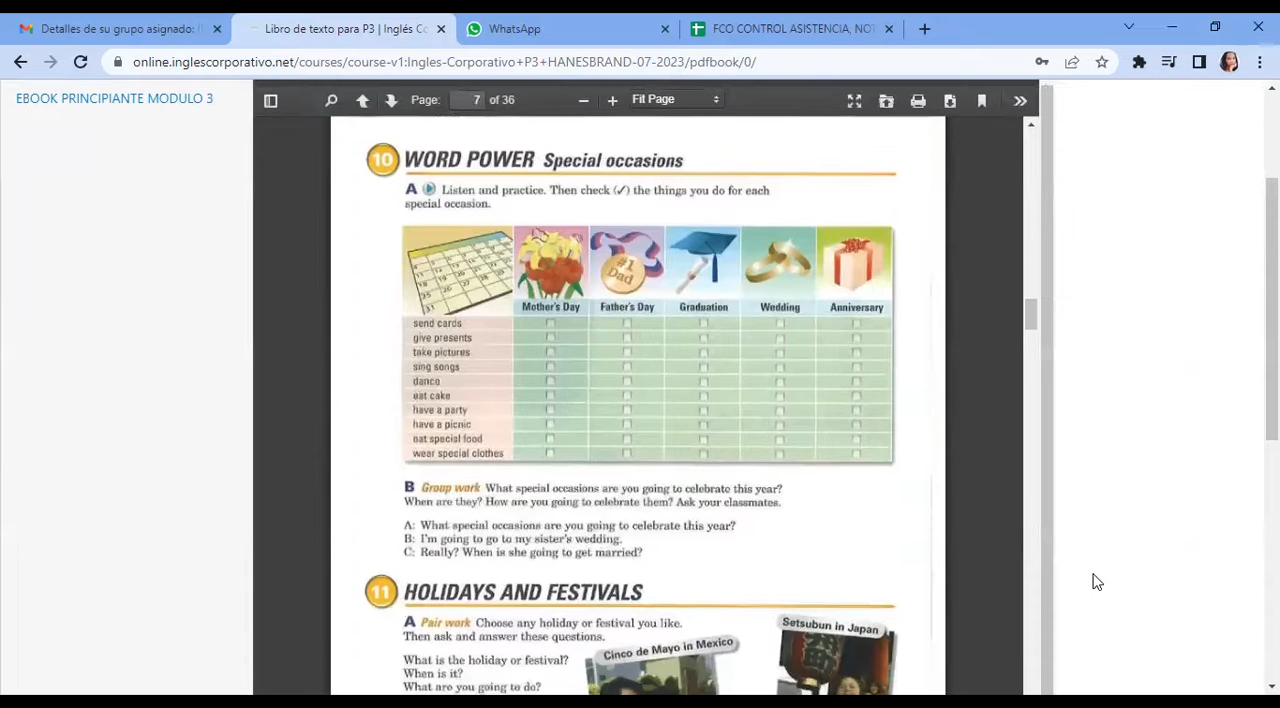 Detalles de su grupo asignado: (
Libro de texto para P3 | Inglés Co
WhatsApp
FCO CONTROL ASISTENCIA, NOT
online.inglescorporativo.net/courses/course-v1:Ingles-Corporativo+P3+HANESBRAND-07-2023/pdfbook/0/
EBOOK PRINCIPIANTE MODULO 3
Page: 7 of 36
Fit Page
10 WORD POWER Special occasions
A Listen and practice. Then check (✓) the things you do for each
special occasion.
#1
Dad
Mother's Day Father's Day Graduation Wedding Anniversary
send cards
give presents
take pictures
sing songs
dance
eat cake
have a party
have a picnic
eat special food
wear special clothes
B Group work What special occasions are you going to celebrate this year?
When are they? How are you going to celebrate them? Ask your classmates.
A: What special occasions are you going to celebrate this year?
B: I'm going to go to my sister's wedding.
C: Really? When is she going to get married?
11 HOLIDAYS AND FESTIVALS
A Pair work Choose any holiday or festival you like.
Then ask and answer these questions.
Setsubun in Japan
Cinco de Mayo in Mexico
What is the holiday or festival?
When is it?
What are you going to do?